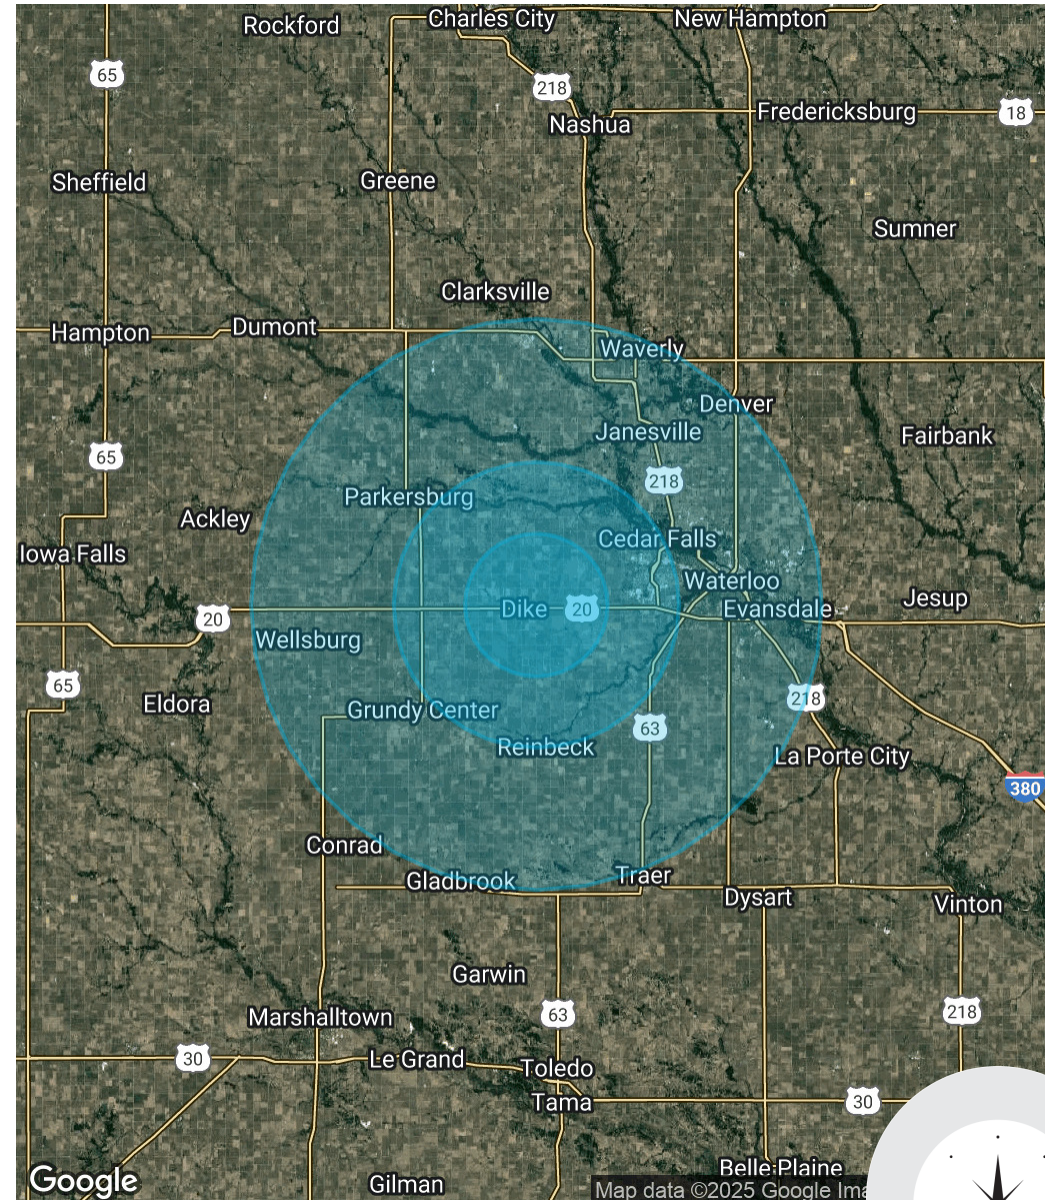 Rockford
Charles City
New Hampton
65
218
Fredericksburg
18
Nashua
Sheffield
Greene
Sumner
Clarksville
Hampton
Dumont
Waverly
Denver
Janesville
Fairbank
65
218
Parkersburg
Ackley
Cedar Falls
Iowa Falls
Waterloo
Jesup
20
Dike
20
Evansdale
Wellsburg
65
Eldora
218
Grundy Center
63
Reinbeck
La Porte City
380
Conrad
Gladbrook
Traer
Dysart
Vinton
Garwin
Marshalltown
63
218
30
Le Grand
Toledo
Tama
30
Belle Plaine
Google
Gilman
Map data ©2025 Google Ima